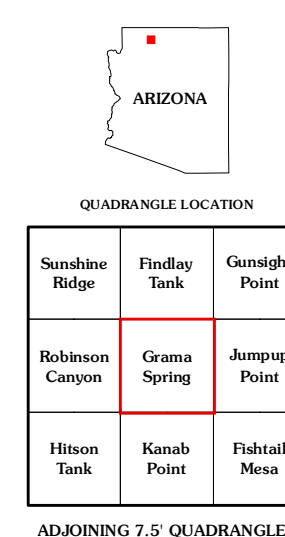 ARIZONA
QUADRANGLE LOCATION
Sunshine Ridge
Findlay Tank
Gunsigh Point
Robinson Canyon
Grama Spring
Jumpup Point
Hitson Tank
Kanab Point
Fishtail Mesa
ADJOINING 7.5' QUADRANGLE